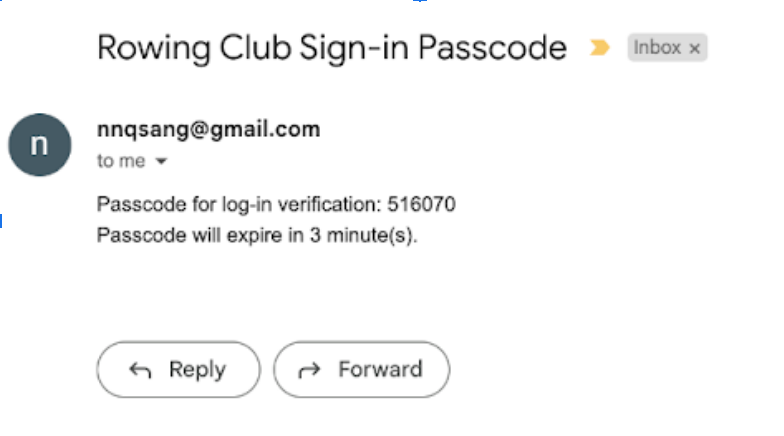 Rowing Club Sign-in Passcode
Inbox ×
n
nnqsang@gmail.com
to me
Passcode for log-in verification: 516070
Passcode will expire in 3 minute(s).
Reply
Forward